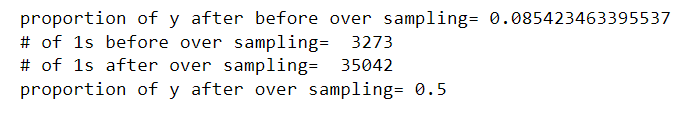 proportion of y after before over sampling= 0.085423463395537
# of 1s before over sampling=  3273
# of 1s after over sampling=  35042
proportion of y after over sampling= 0.5